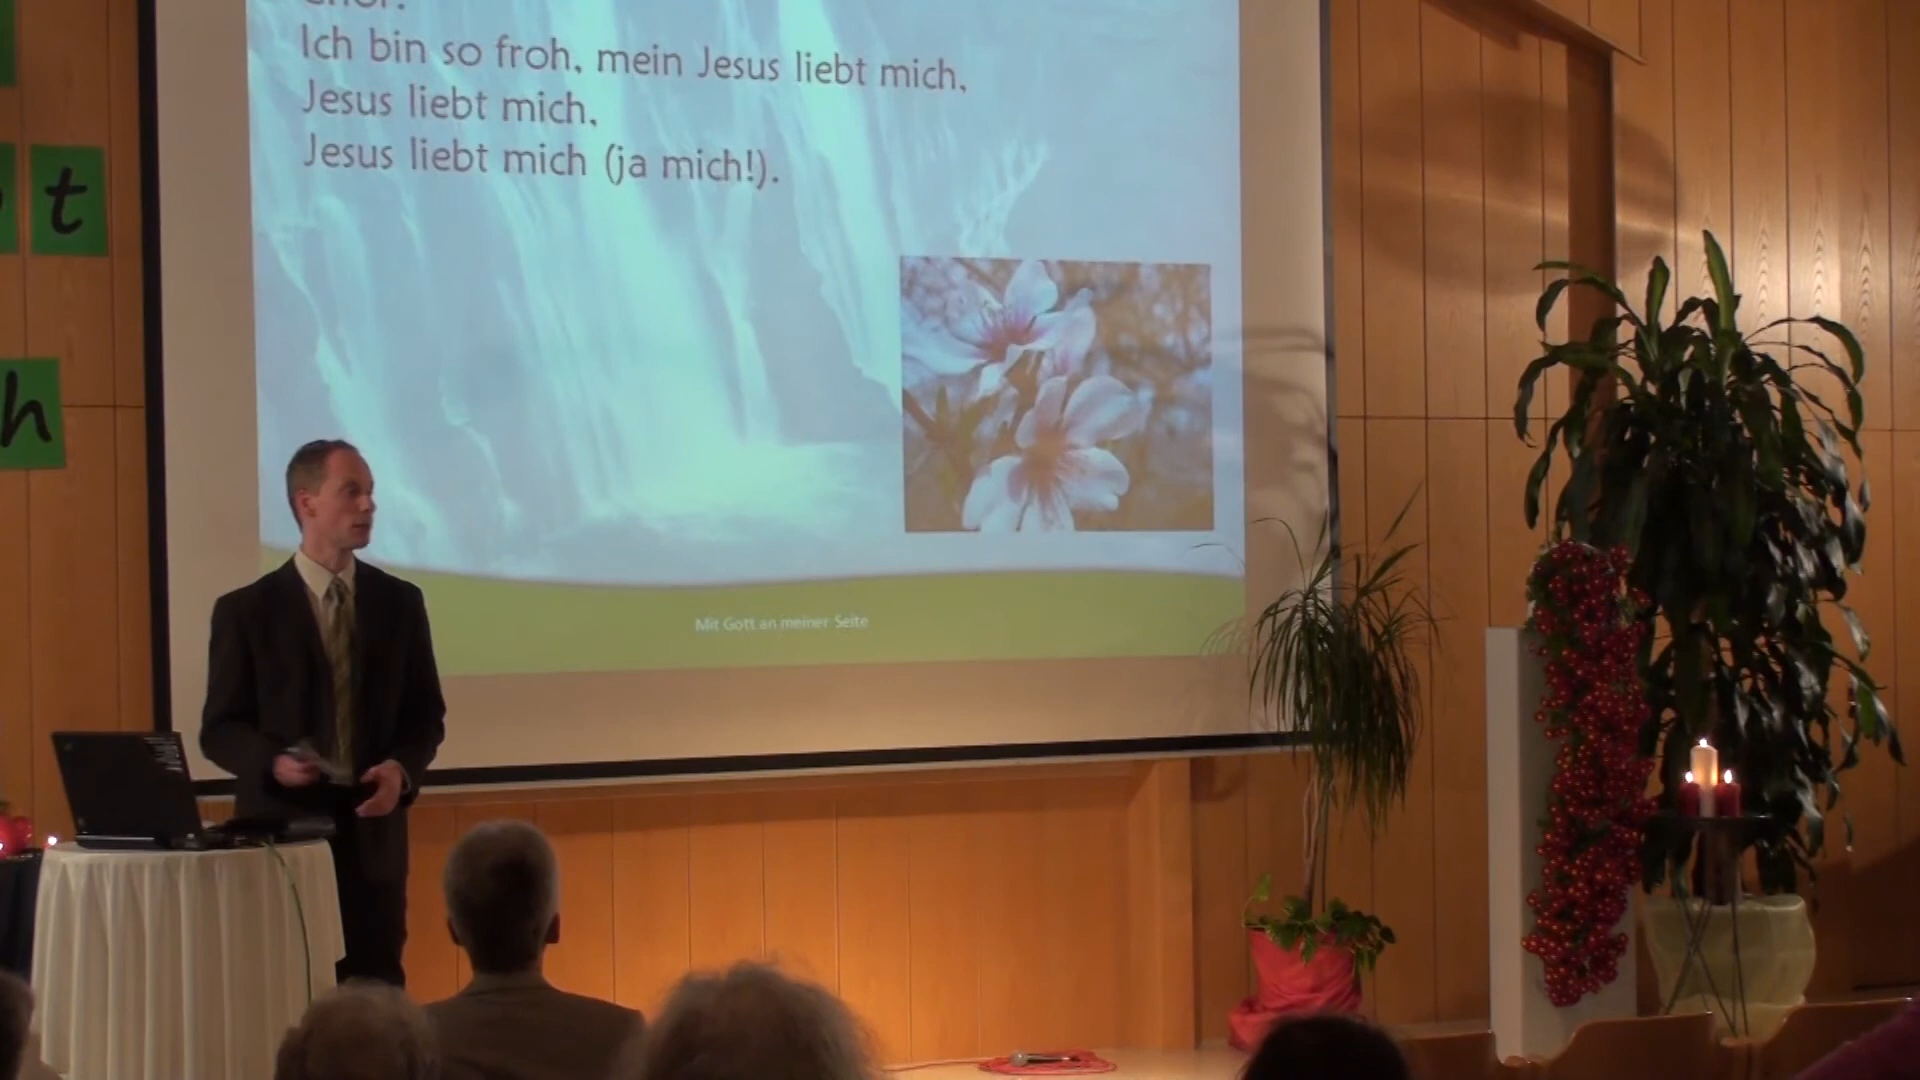 Chor:
Ich bin so froh, mein Jesus liebt mich,
Jesus liebt mich,
Jesus liebt mich (ja mich!).
t
h
Mit Gott an meiner Seite